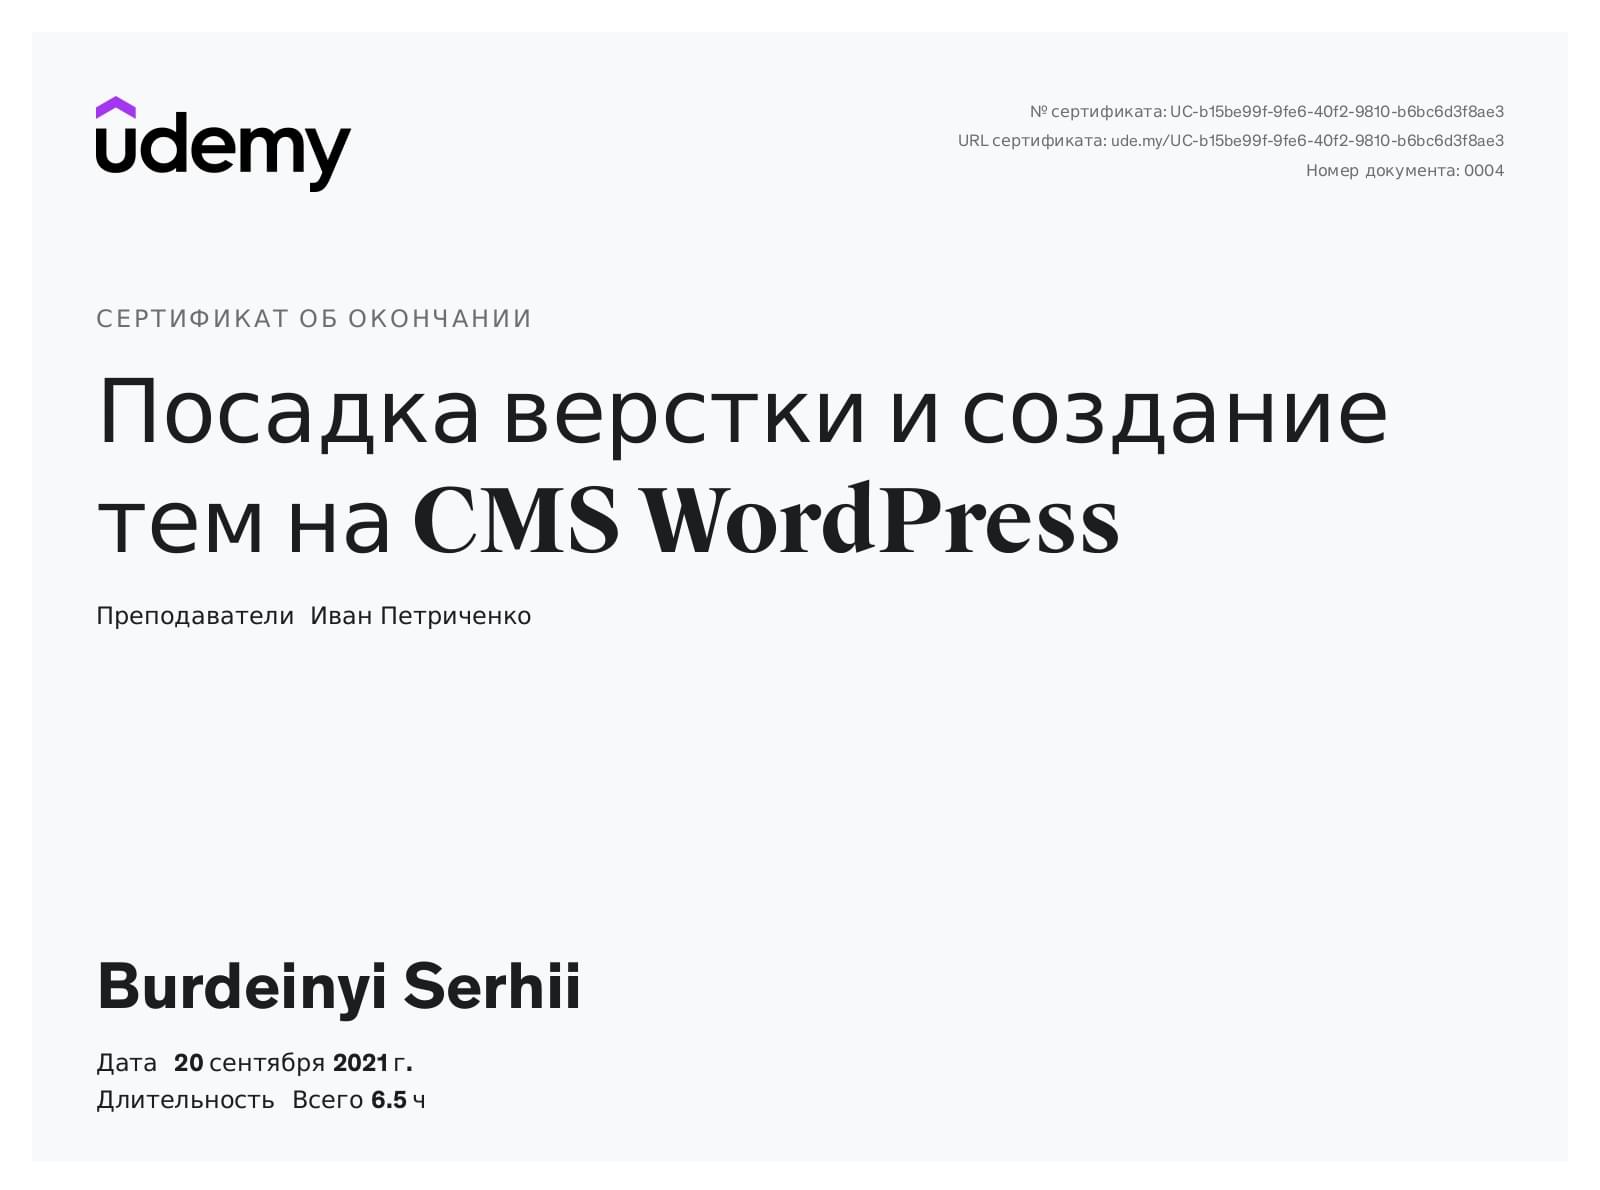 udemy
№ сертификата: UC-b15be99f-9fe6-40f2-9810-b6bc6d3f8ae3
URL сертификата: ude.my/UC-b15be99f-9fe6-40f2-9810-b6bc6d3f8ae3
Номер документа: 0004
СЕРТИФИКАТ ОБ ОКОНЧАНИИ
Посадка верстки и создание
тем на CMS WordPress
Преподаватели Иван Петриченко
Burdeinyi Serhii
Дата 20 сентября 2021 г.
Длительность Всего 6.5 ч